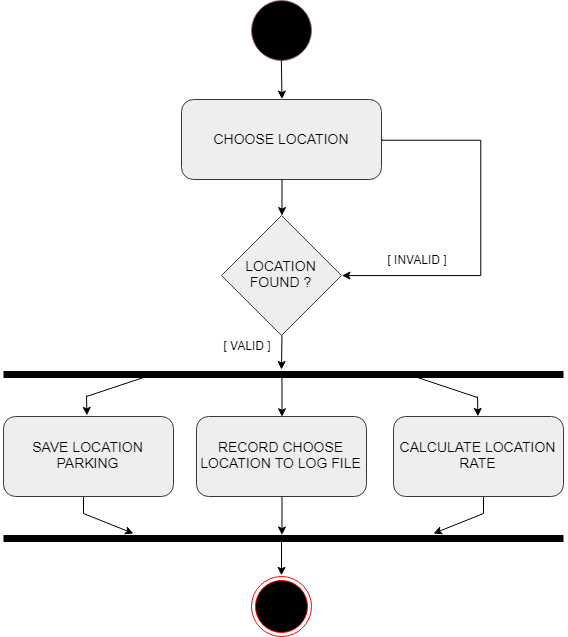 CHOOSE LOCATION
LOCATION
FOUND ?
[ INVALID ]
[ VALID ]
SAVE LOCATION
PARKING
RECORD CHOOSE
LOCATION TO LOG FILE
CALCULATE LOCATION
RATE